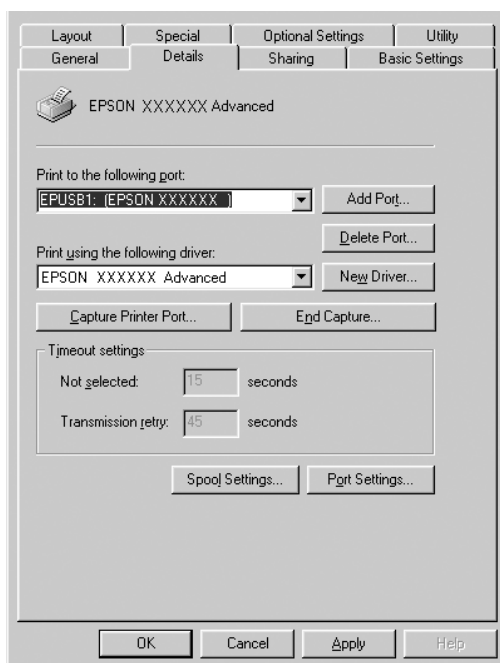 Layout Special Optional Settings Utility
General Details Sharing Basic Settings
EPSON XXXXXX Advanced
Print to the following port:
EPUSB1: (EPSON XXXXXX ) Add Port...
Delete Port...
Print using the following driver:
EPSON XXXXXX Advanced New Driver...
Capture Printer Port... End Capture...
Timeout settings
Not selected: 15 seconds
Transmission retry: 45 seconds
Spool Settings... Port Settings...
OK Cancel Apply Help